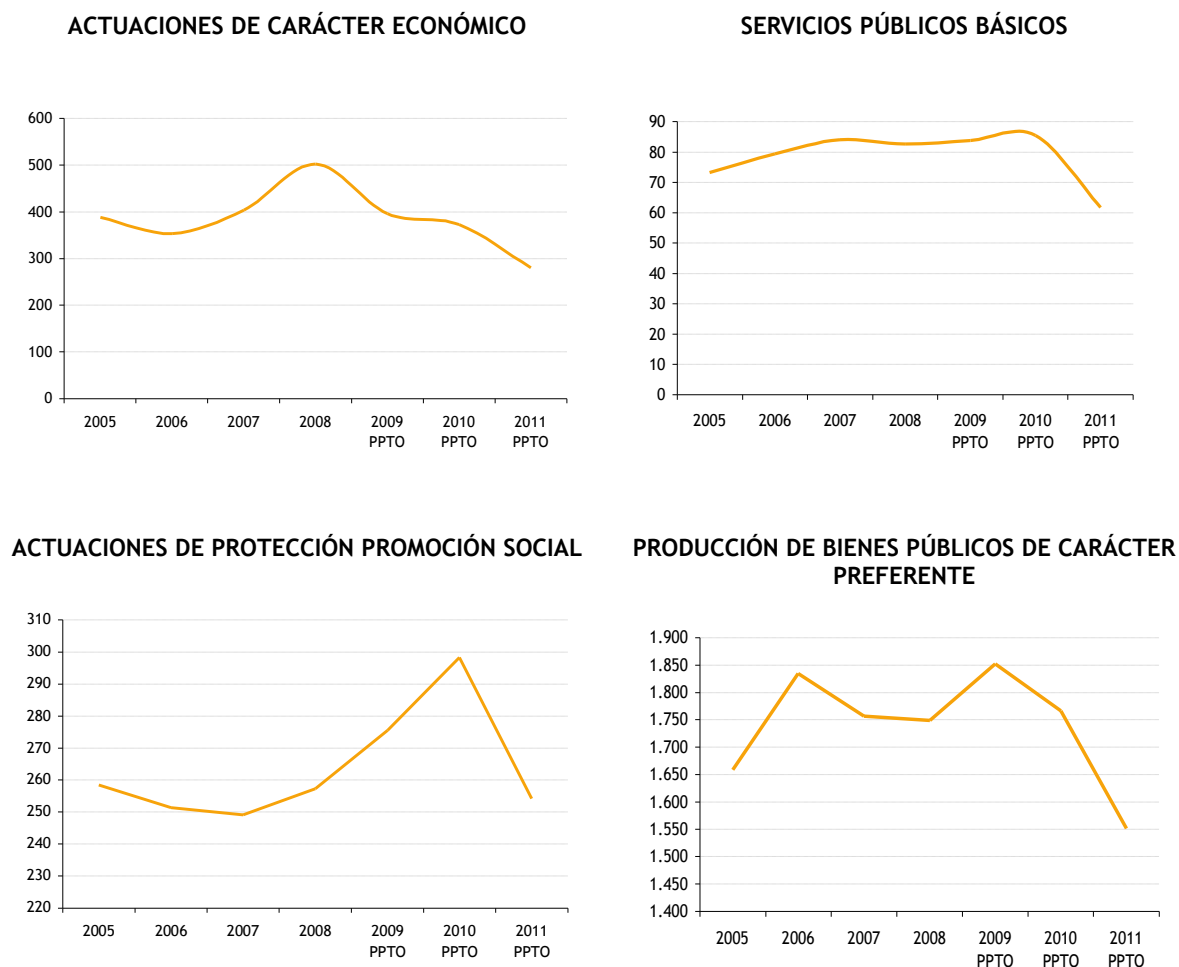 ACTUACIONES DE CARÁCTER ECONÓMICO
600
500
400
300
200
100
0
2005 2006 2007 2008 2009 2010 2011
PPTO PPTO PPTO
SERVICIOS PÚBLICOS BÁSICOS
90
80
70
60
50
40
30
20
10
0
2005 2006 2007 2008 2009 2010 2011
PPTO PPTO PPTO
ACTUACIONES DE PROTECCIÓN PROMOCIÓN SOCIAL
310
300
290
280
270
260
250
240
230
220
2005 2006 2007 2008 2009 2010 2011
PPTO PPTO PPTO
PRODUCCIÓN DE BIENES PÚBLICOS DE CARÁCTER
PREFERENTE
1.900
1.850
1.800
1.750
1.700
1.650
1.600
1.550
1.500
1.450
1.400
2005 2006 2007 2008 2009 2010 2011
PPTO PPTO PPTO